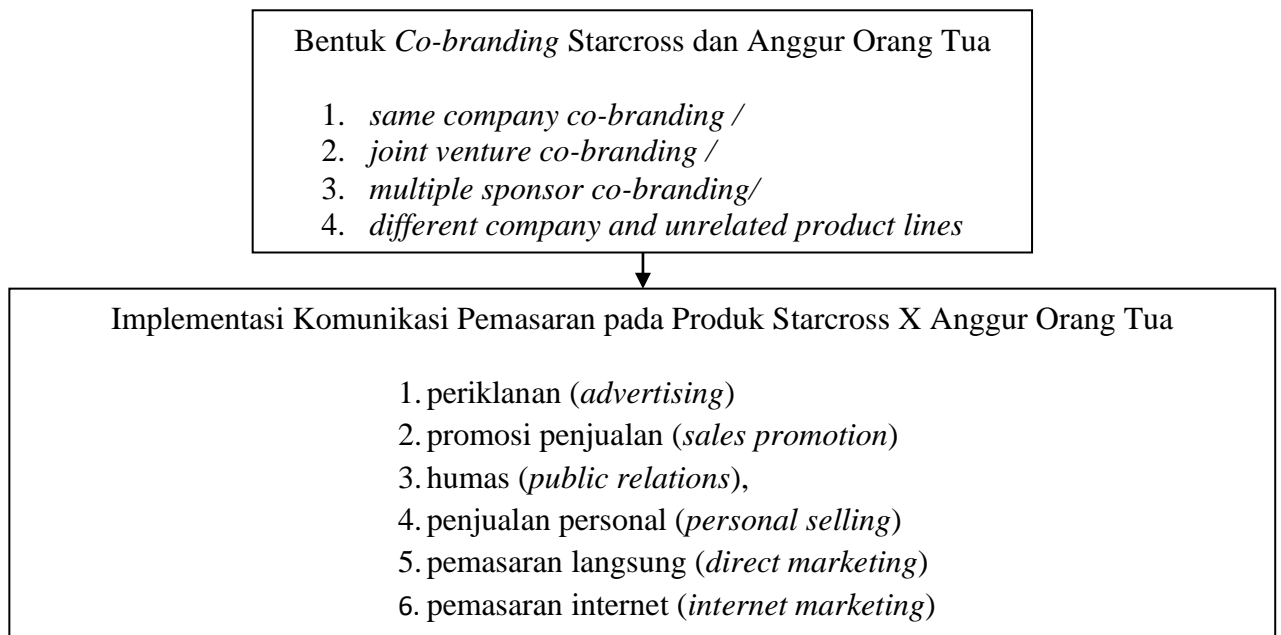 Bentuk Co-branding Starcross dan Anggur Orang Tua
1. same company co-branding /
2. joint venture co-branding /
3. multiple sponsor co-branding/
4. different company and unrelated product lines
Implementasi Komunikasi Pemasaran pada Produk Starcross X Anggur Orang Tua
1. periklanan (advertising)
2. promosi penjualan (sales promotion)
3. humas (public relations),
4. penjualan personal (personal selling)
5. pemasaran langsung (direct marketing)
6. pemasaran internet (internet marketing)